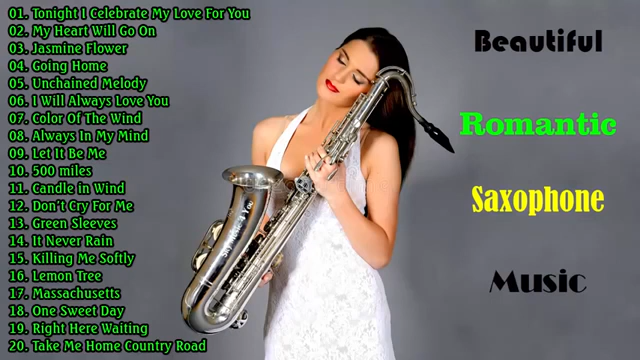 01. Tonight I Celebrate My Love For You
02. My Heart Will Go On
03. Jasmine Flower
04. Going Home
05. Unchained Melody
06. I Will Always Love You
07. Color Of The Wind
08. Always In My Mind
09. Let It Be Me
10. 500 miles
11. Candle in Wind
12. Don't Cry For Me
13. Green Sleeves
14. It Never Rain
15. Killing Me Softly
16. Lemon Tree
17. Massachusetts
18. One Sweet Day
19. Right Here Waiting
20. Take Me Home Country Road
Beautiful
Romantic
Saxophone
Music